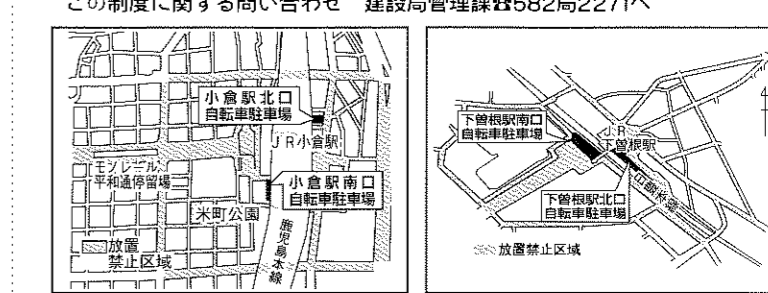 この制度に関する問い合わせ 建設局管理課☎582局2271へ
小倉駅北口
自転車駐車場
JR小倉駅
モノレール
平和通停留場
小倉駅南口
自転車駐車場
米町公園
鹿児島本線
放置
禁止区域
下曽根駅南口
自転車駐車場
JR
下曽根駅
日豊本線
下曽根駅北口
自転車駐車場
放置禁止区域